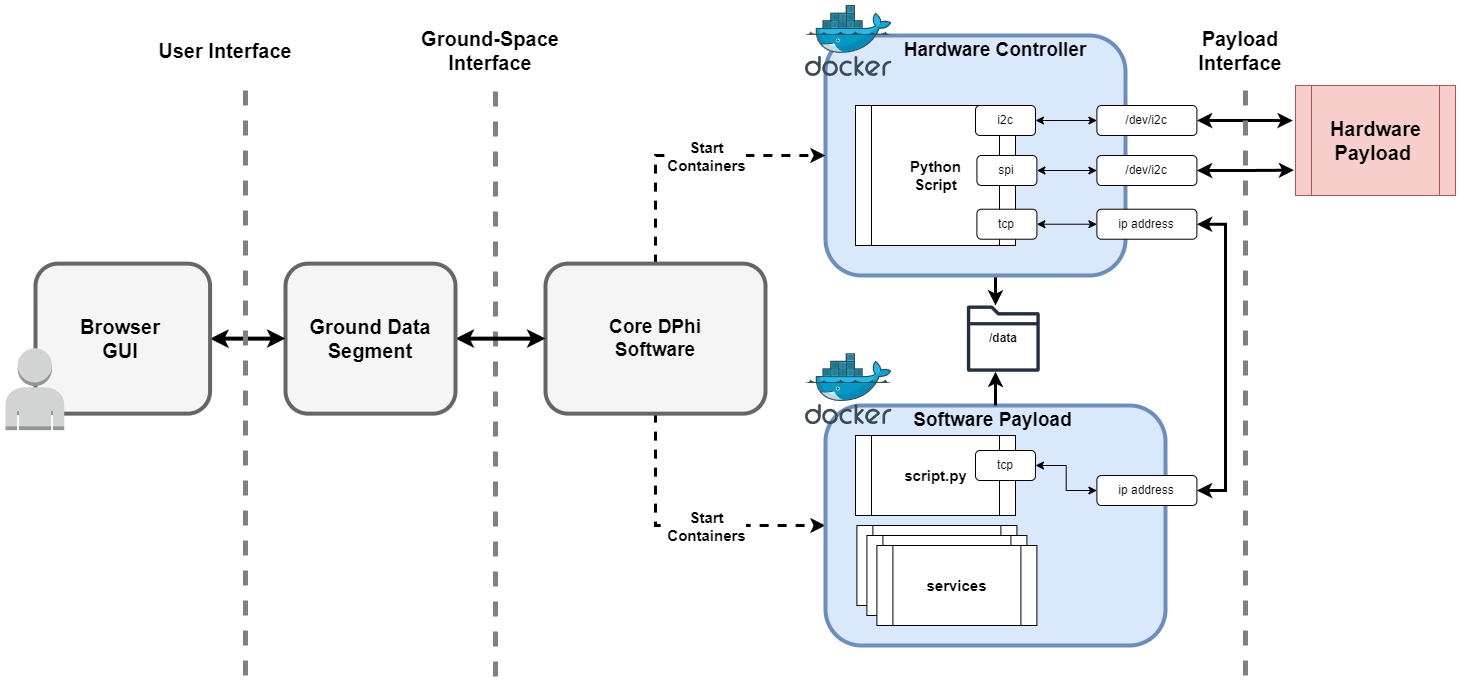 User Interface
Ground-Space
Interface
docker
Hardware Controller
Payload
Interface
i2c
/dev/i2c
Hardware
Payload
Start
Containers
Python
Script
spi
/dev/i2c
tcp
ip address
Browser
GUI
Ground Data
Segment
Core DPhi
Software
/data
docker
Software Payload
script.py
tcp
ip address
Start
Containers
services